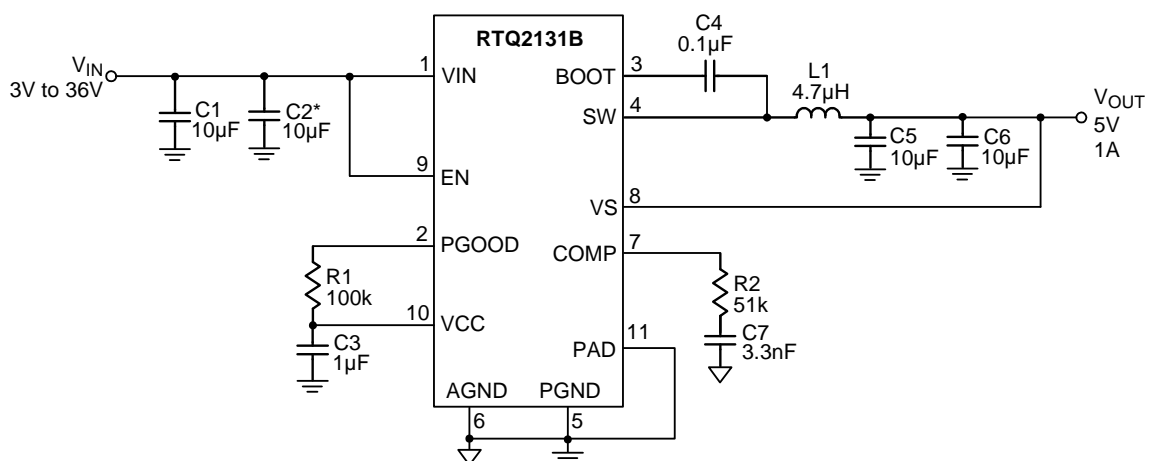 RTQ2131B
VIN
3V to 36V
C1
10µF
C2*
10µF
1
VIN
9
EN
2
PGOOD
R1
100k
10
VCC
C3
1µF
AGND
6
PGND
5
BOOT
3
C4
0.1µF
SW
4
L1
4.7µH
VOUT
5V
1A
C5
10µF
C6
10µF
VS
8
COMP
7
R2
51k
C7
3.3nF
PAD
11